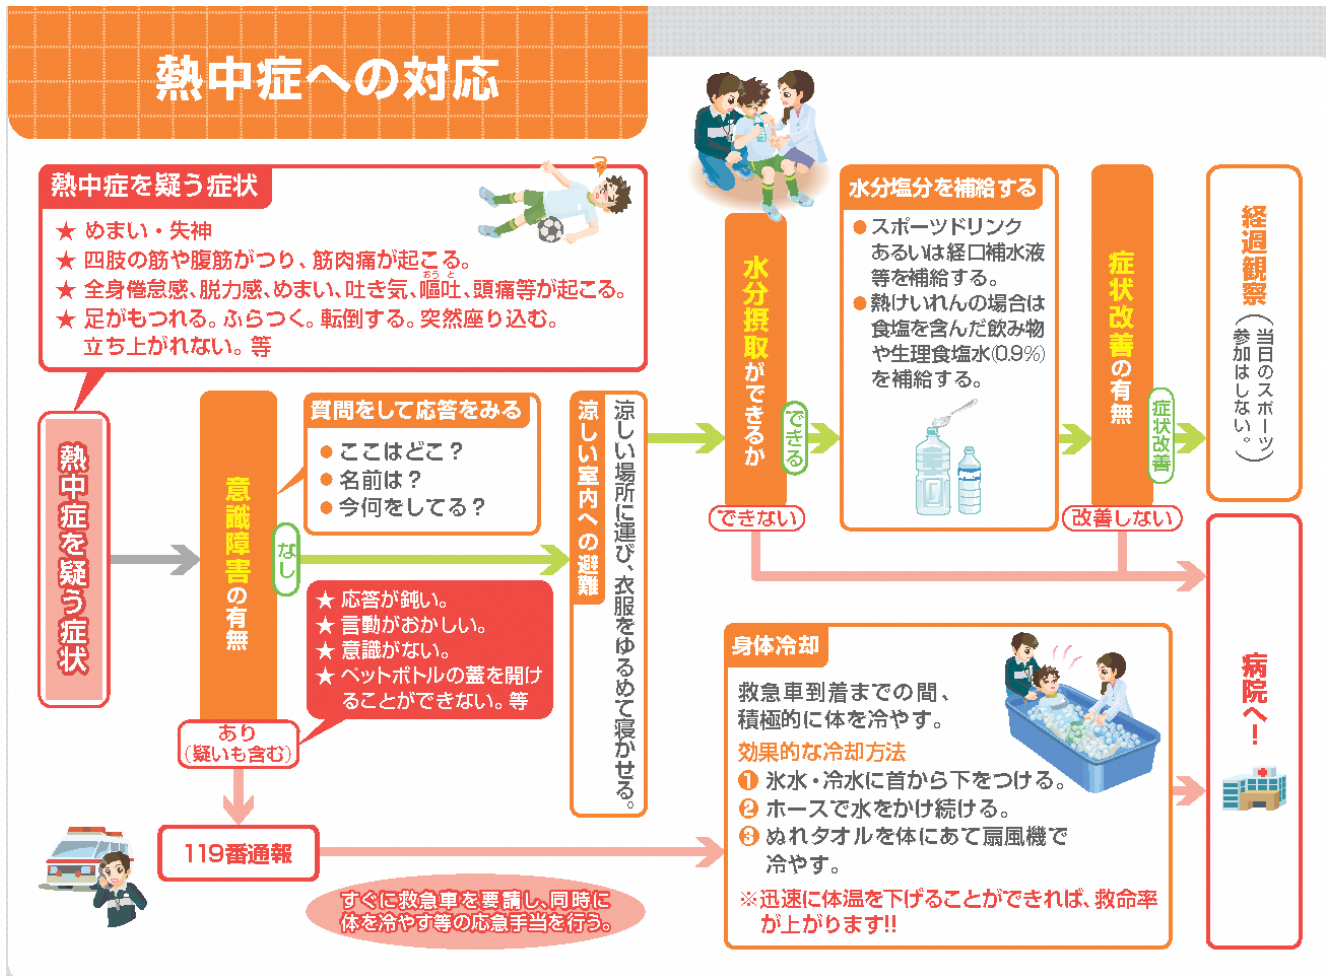 熱中症への対応
熱中症を疑う症状
★ めまい・失神
★ 四肢の筋や腹筋がつり、筋肉痛が起こる。
★ 全身倦怠感、脱力感、めまい、吐き気、嘔吐、頭痛等が起こる。
おう と
★ 足がもつれる。ふらつく。転倒する。突然座り込む。
立ち上がれない。等
熱中症を疑う症状
意識障害の有無
質問をして応答をみる
● ここはどこ？
● 名前は？
● 今何をしてる？
なし
★ 応答が鈍い。
★ 言動がおかしい。
★ 意識がない。
★ ペットボトルの蓋を開け
ることができない。等
あり
(疑いも含む)
119番通報
すぐに救急車を要請し、同時に
体を冷やす等の応急手当を行う。
涼しい室内への避難
涼しい場所に運び、衣服をゆるめて寝かせる。
水分摂取ができるか
できる
できない
水分塩分を補給する
● スポーツドリンク
あるいは経口補水液
等を補給する。
● 熱けいれんの場合は
食塩を含んだ飲み物
や生理食塩水(0.9%)
を補給する。
症状改善の有無
症状改善
改善しない
経過観察
(当日のスポーツ
参加はしない。)
身体冷却
救急車到着までの間、
積極的に体を冷やす。
効果的な冷却方法
❶ 氷水・冷水に首から下をつける。
❷ ホースで水をかけ続ける。
❸ ぬれタオルを体にあて扇風機で
冷やす。
※迅速に体温を下げることができれば、救命率
が上がります!!
病院へ！